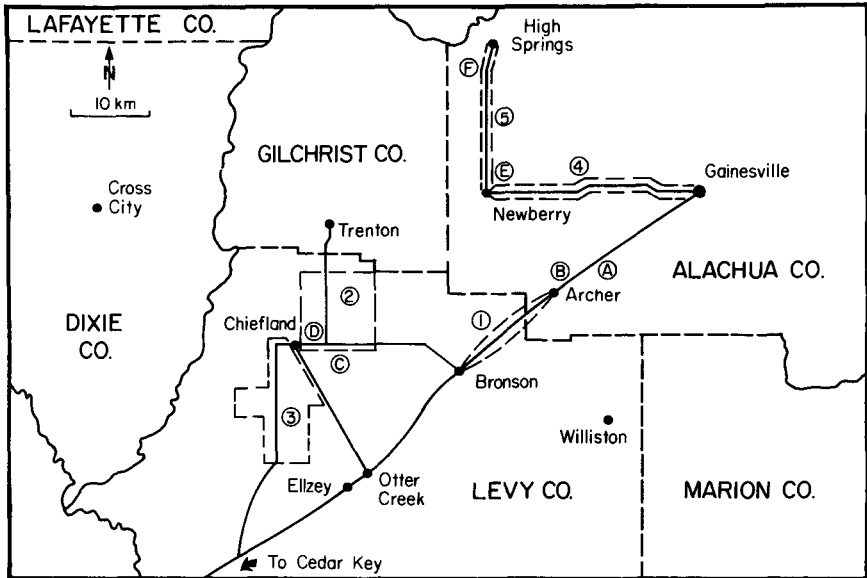 LAFAYETTE CO.
N
10 km
High
Springs
F
5
GILCHRIST CO.
E
4
Gainesville
Cross
City
Newberry
Trenton
B
A
ALACHUA CO.
2
Archer
DIXIE
CO.
Chiefland
D
1
C
Bronson
3
Williston
Ellzey
Otter
Creek
LEVY CO.
MARION CO.
To Cedar Key